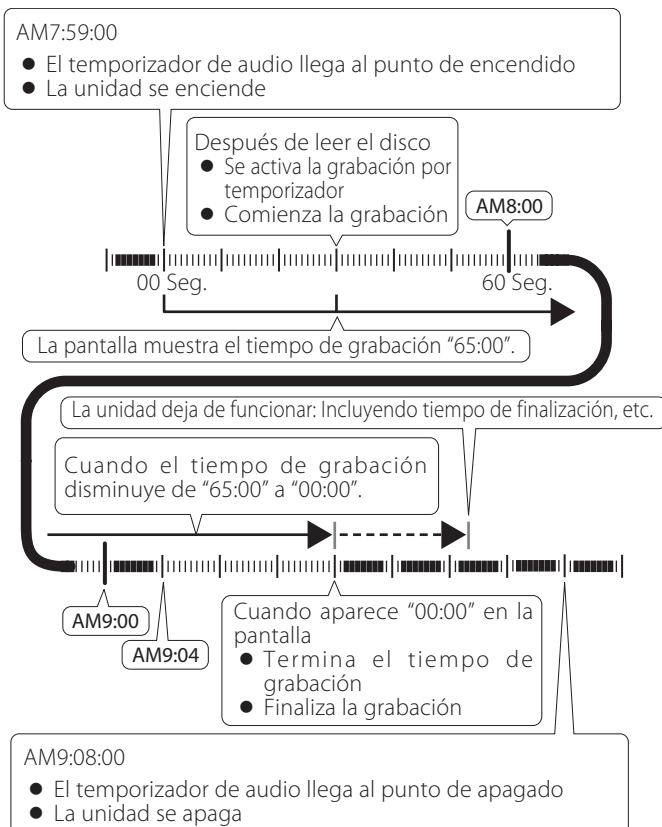 AM7:59:00
● El temporizador de audio llega al punto de encendido
● La unidad se enciende
Después de leer el disco
● Se activa la grabación por
temporizador
● Comienza la grabación
AM8:00
00 Seg.
60 Seg.
La pantalla muestra el tiempo de grabación “65:00”.
La unidad deja de funcionar: Incluyendo tiempo de finalización, etc.
Cuando el tiempo de grabación
disminuye de “65:00” a “00:00”.
AM9:00
AM9:04
Cuando aparece “00:00” en la
pantalla
● Termina el tiempo de
grabación
● Finaliza la grabación
AM9:08:00
● El temporizador de audio llega al punto de apagado
● La unidad se apaga